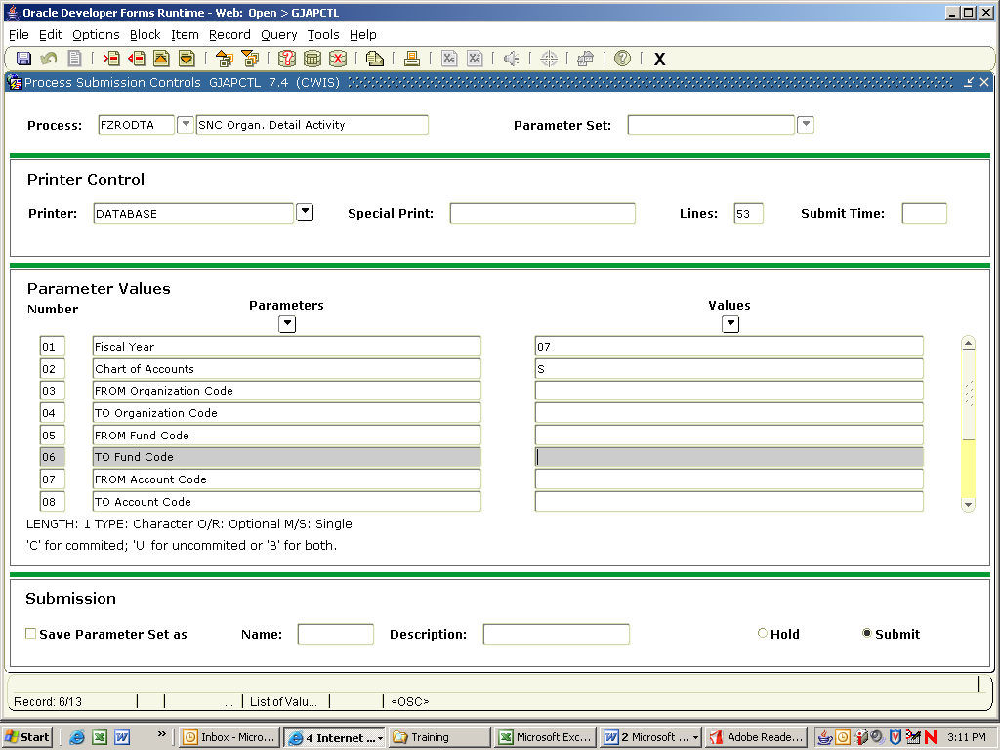 Oracle Developer Forms Runtime - Web: Open > GJAPCTL
File Edit Options Block Item Record Query Tools Help
Process Submission Controls GJAPCTL 7.4 (CWIS)
Process: FZRODTA SNC Organ. Detail Activity Parameter Set:
Printer Control
Printer: DATABASE Special Print: Lines: 53 Submit Time:
Parameter Values
Number Parameters Values
01 Fiscal Year 07
02 Chart of Accounts S
03 FROM Organization Code
04 TO Organization Code
05 FROM Fund Code
06 TO Fund Code
07 FROM Account Code
08 TO Account Code
LENGTH: 1 TYPE: Character O/R: Optional M/S: Single
'C' for commited; 'U' for uncommited or 'B' for both.
Submission
Save Parameter Set as Name: Description: Hold Submit
Record: 6/13 ... List of Valu... <OSC>
Start » Inbox - Micro... 4 Internet ... Training Microsoft Exc... 2 Microsoft ... Adobe Reade... 3:11 PM